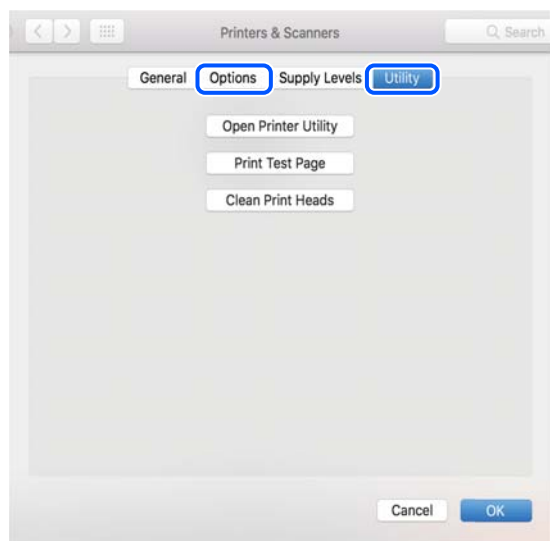 Printers & Scanners Search
General Options Supply Levels Utility
Open Printer Utility
Print Test Page
Clean Print Heads
Cancel OK